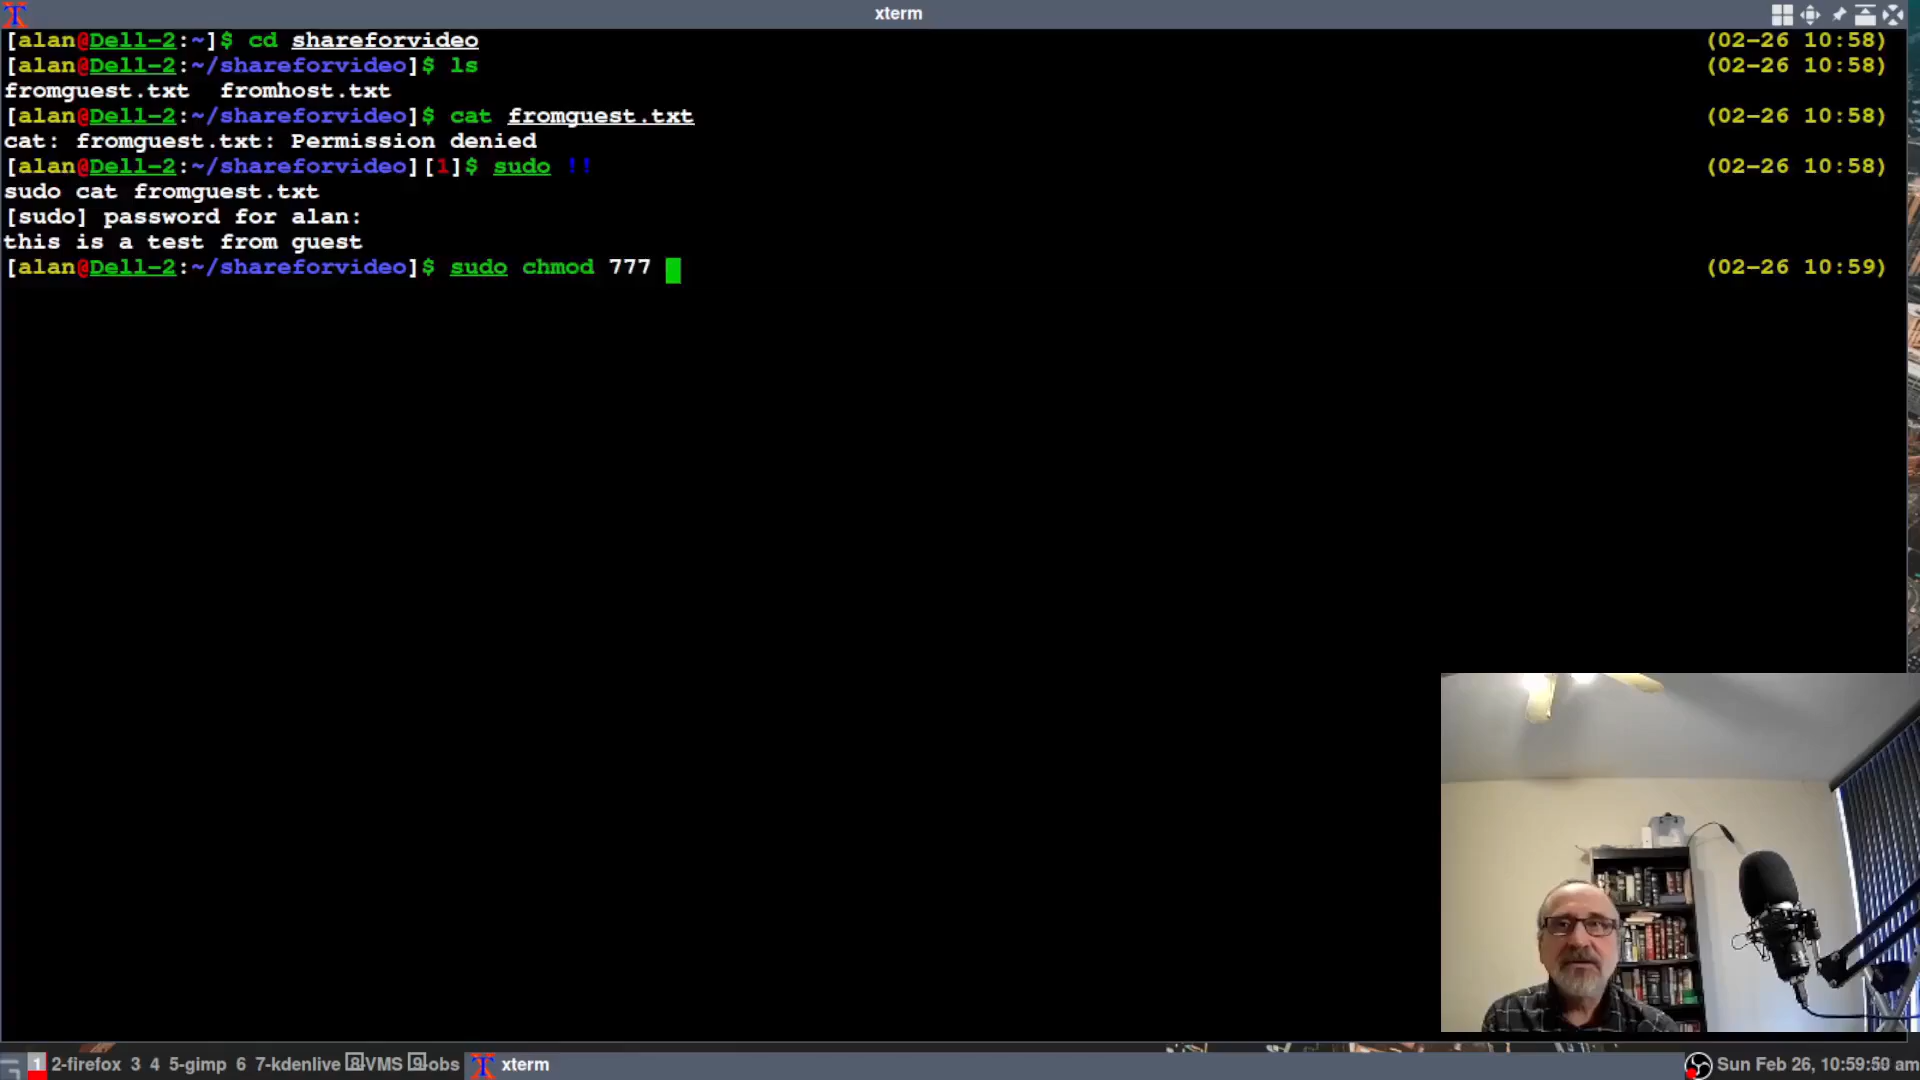 xterm
[alan@Dell-2:~]$ cd shareforvideo (02-26 10:58)
[alan@Dell-2:~/shareforvideo]$ ls (02-26 10:58)
fromguest.txt fromhost.txt
[alan@Dell-2:~/shareforvideo]$ cat fromguest.txt (02-26 10:58)
cat: fromguest.txt: Permission denied
[alan@Dell-2:~/shareforvideo][1]$ sudo !! (02-26 10:58)
sudo cat fromguest.txt
[sudo] password for alan:
this is a test from guest
[alan@Dell-2:~/shareforvideo]$ sudo chmod 777 (02-26 10:59)
1 2-firefox 3 4 5-gimp 6 7-kdenlive 8-VMS 9-obs xterm Sun Feb 26, 10:59:50 am